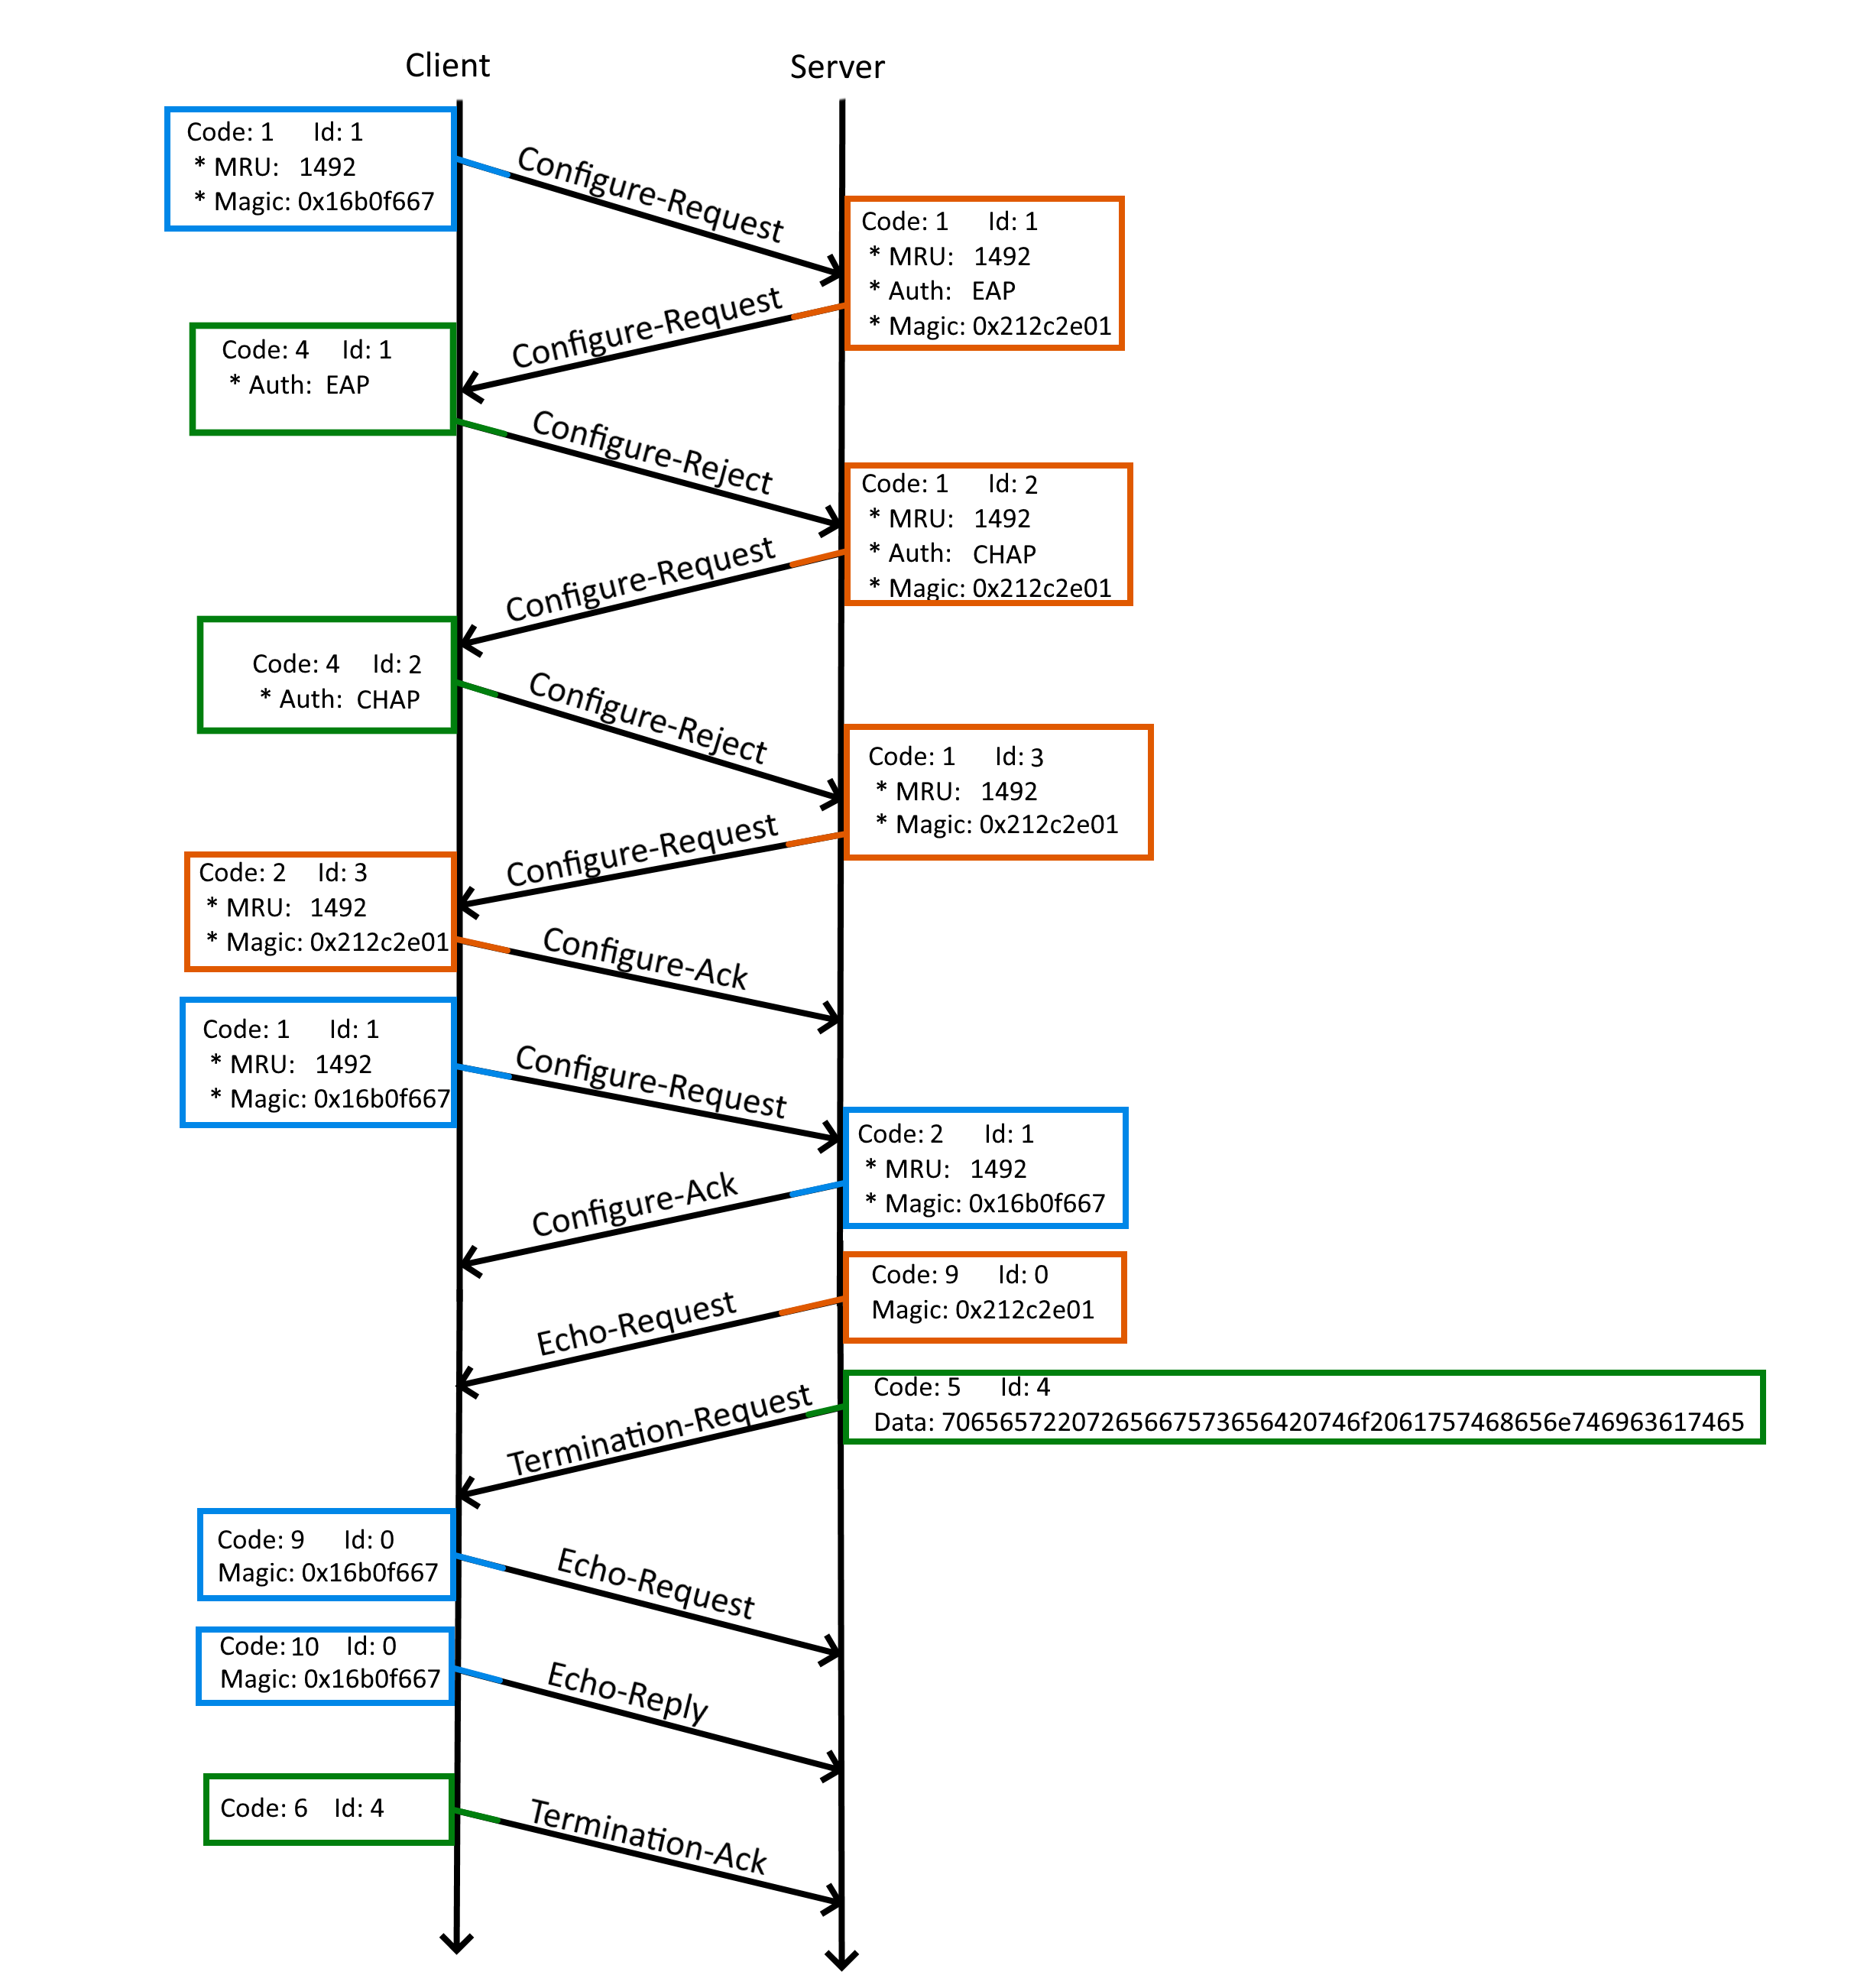 Client
Server
Code: 1 Id: 1
* MRU: 1492
* Magic: 0x16b0f667
Configure-Request
Code: 1 Id: 1
* MRU: 1492
* Auth: EAP
* Magic: 0x212c2e01
Configure-Request
Code: 4 Id: 1
* Auth: EAP
Configure-Reject
Code: 1 Id: 2
* MRU: 1492
* Auth: CHAP
* Magic: 0x212c2e01
Configure-Request
Code: 4 Id: 2
* Auth: CHAP
Configure-Reject
Code: 1 Id: 3
* MRU: 1492
* Magic: 0x212c2e01
Configure-Request
Code: 2 Id: 3
* MRU: 1492
* Magic: 0x212c2e01
Configure-Ack
Code: 1 Id: 1
* MRU: 1492
* Magic: 0x16b0f667
Configure-Request
Code: 2 Id: 1
* MRU: 1492
* Magic: 0x16b0f667
Configure-Ack
Code: 9 Id: 0
Magic: 0x212c2e01
Echo-Request
Code: 5 Id: 4
Data: 70656572207265667573656420746f2061757468656e746963617465
Termination-Request
Code: 9 Id: 0
Magic: 0x16b0f667
Echo-Request
Code: 10 Id: 0
Magic: 0x16b0f667
Echo-Reply
Code: 6 Id: 4
Termination-Ack